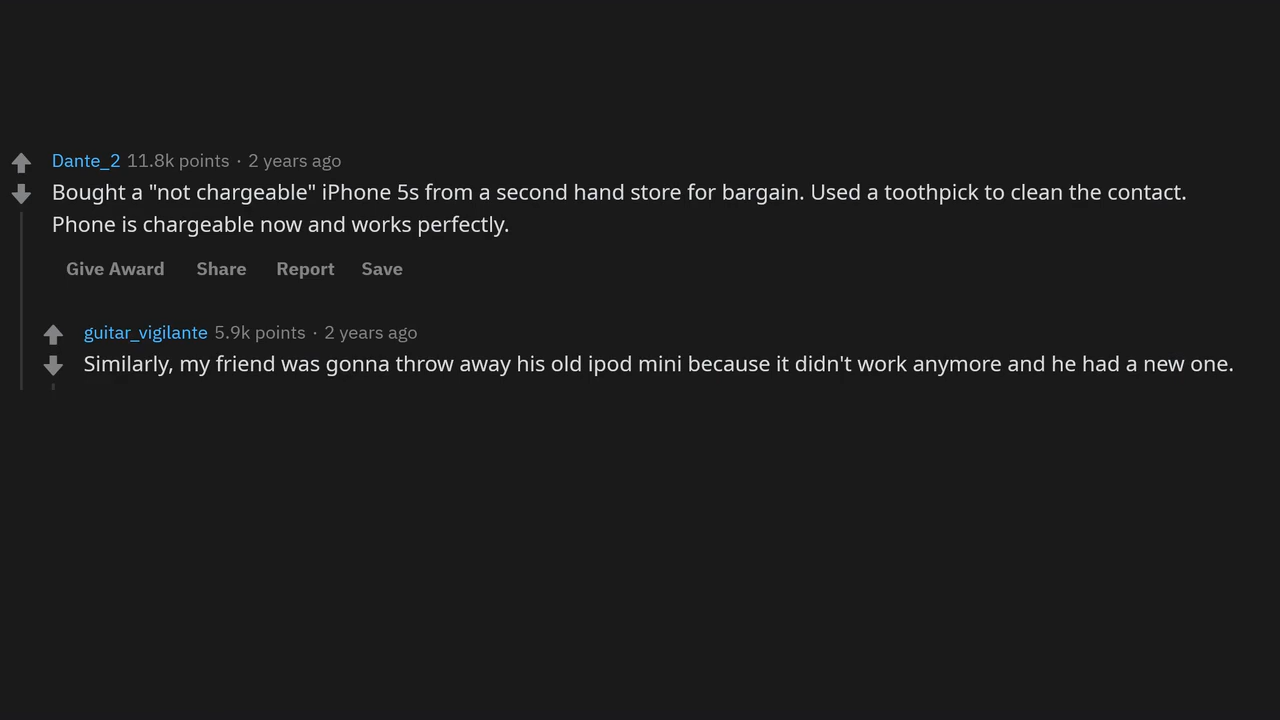 Dante_2 11.8k points · 2 years ago
Bought a "not chargeable" iPhone 5s from a second hand store for bargain. Used a toothpick to clean the contact.
Phone is chargeable now and works perfectly.
Give Award Share Report Save
guitar_vigilante 5.9k points · 2 years ago
Similarly, my friend was gonna throw away his old ipod mini because it didn't work anymore and he had a new one.